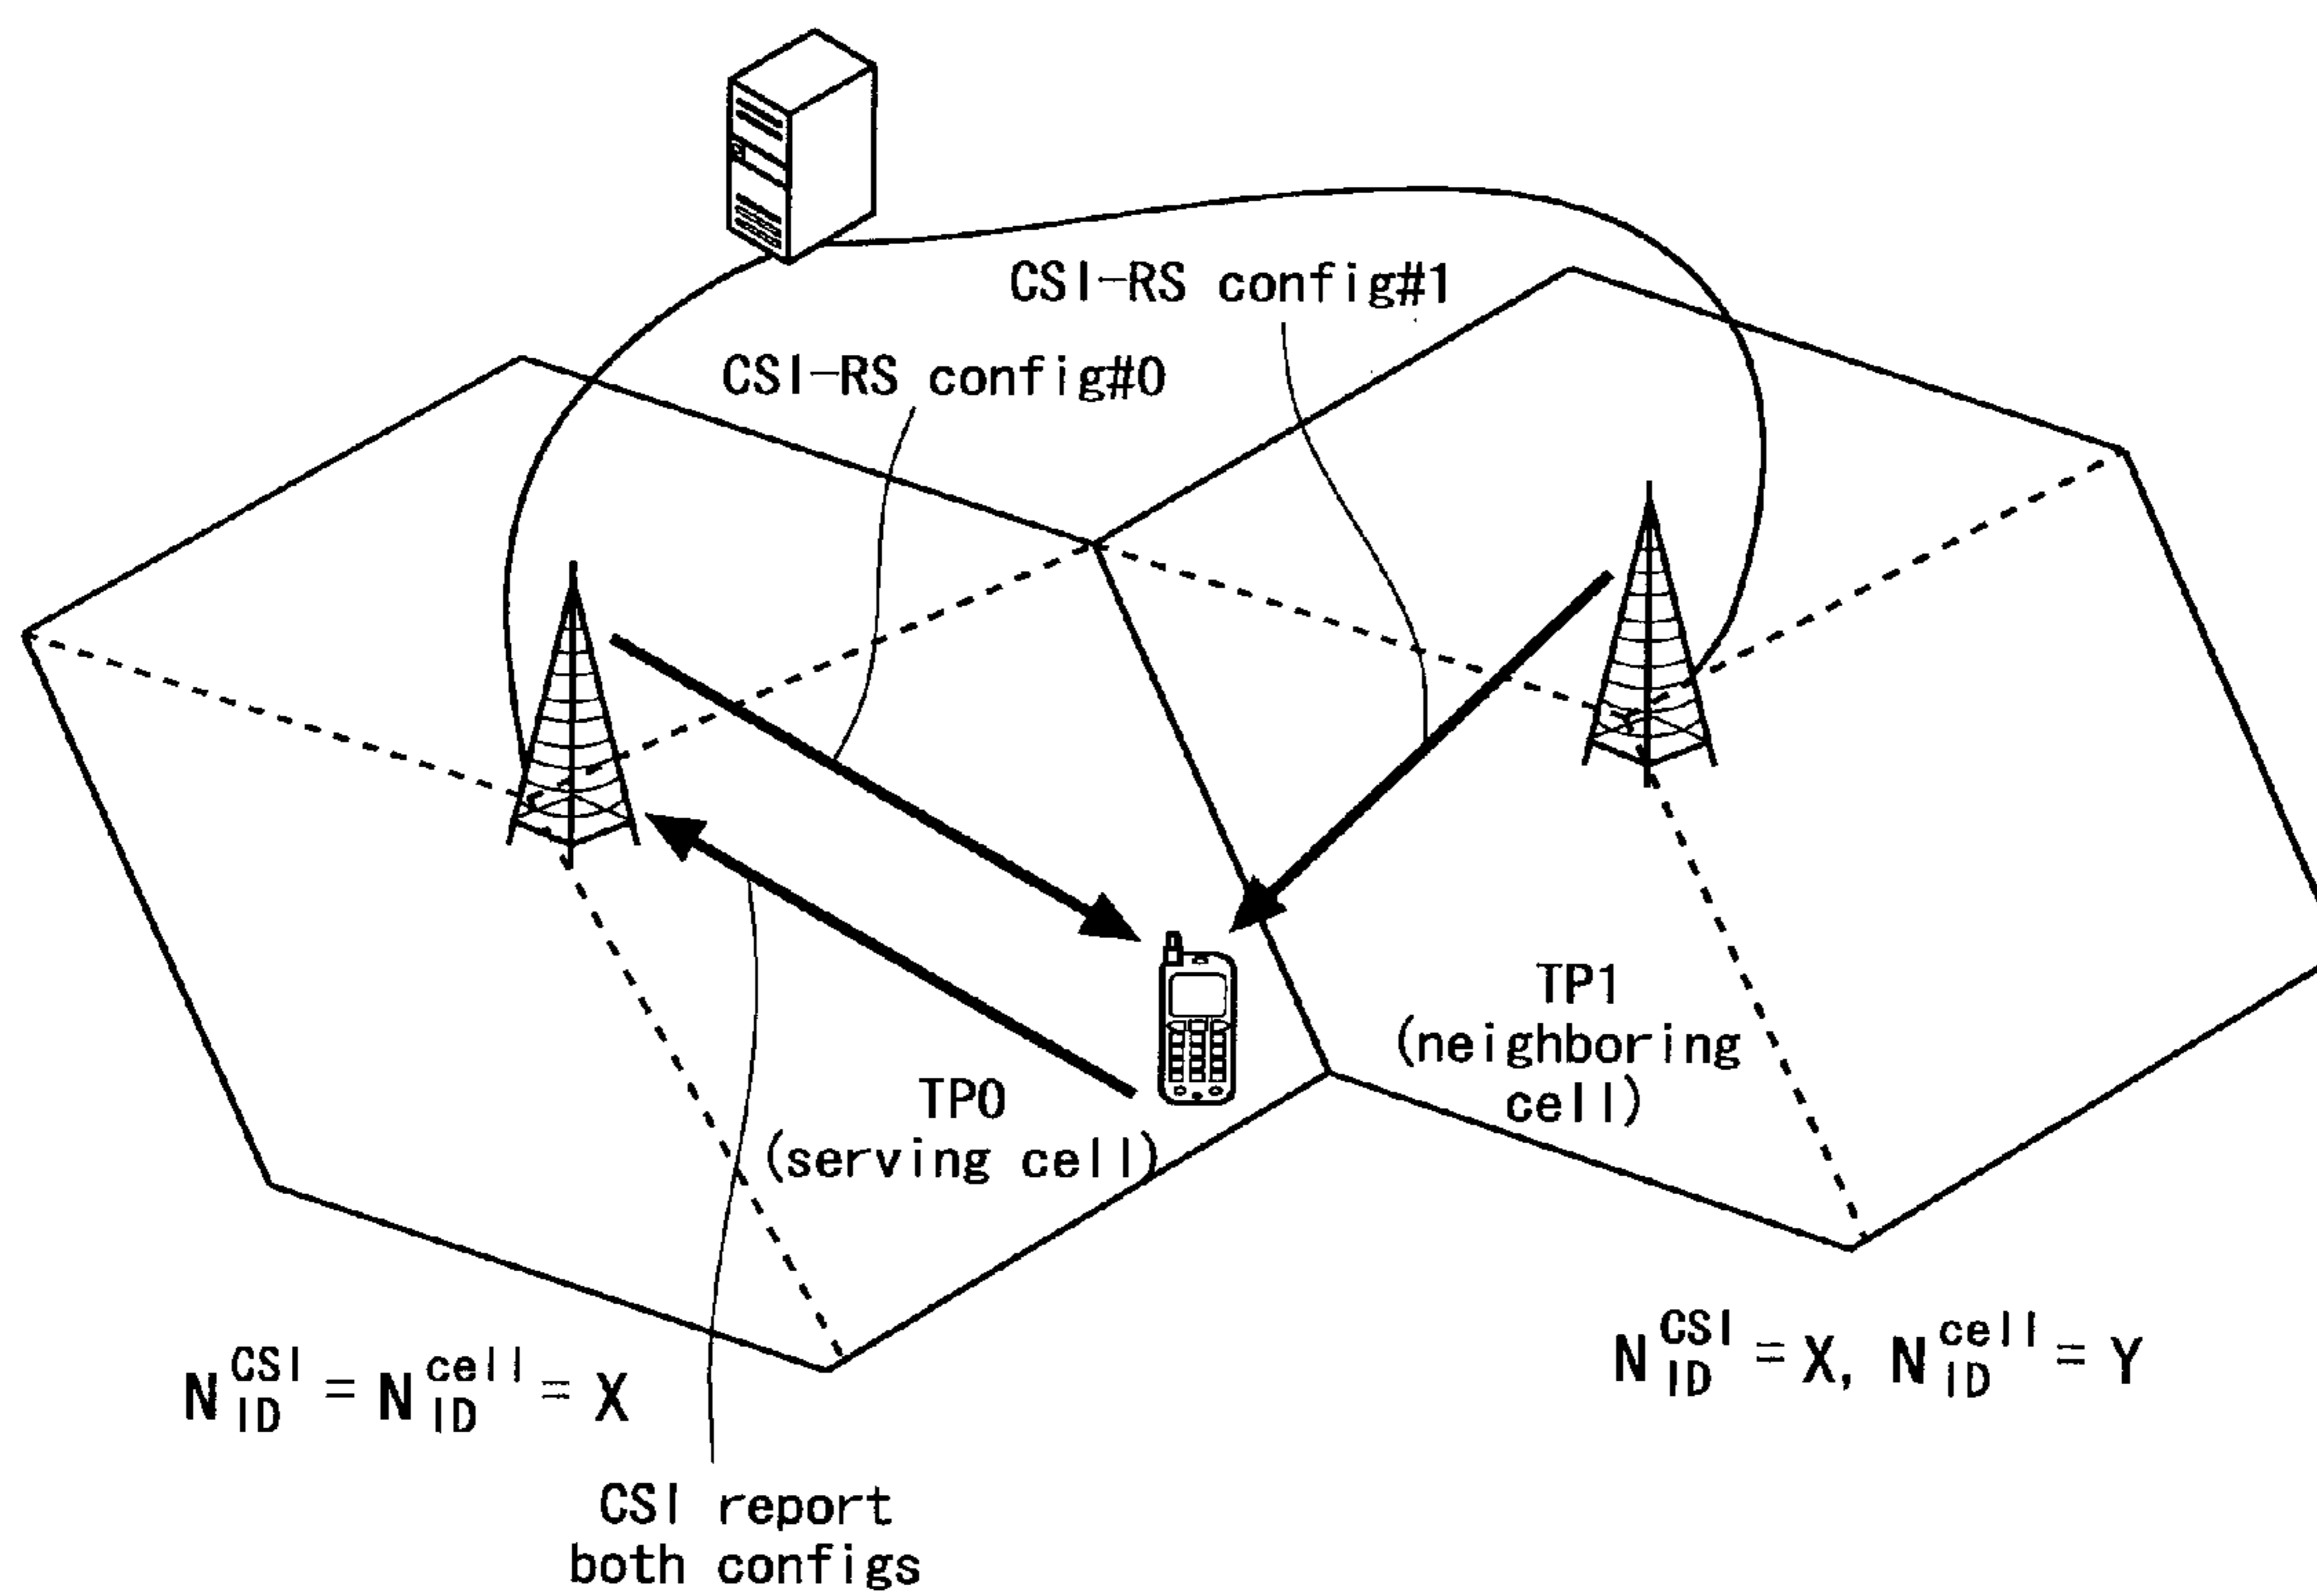 CSI-RS config#1
CSI-RS config#0
TP1
(neighboring
cell)
TP0
(serving cell)
N_ID^CSI = X, N_ID^cell = Y
N_ID^CSI = N_ID^cell = X
CSI report
both configs